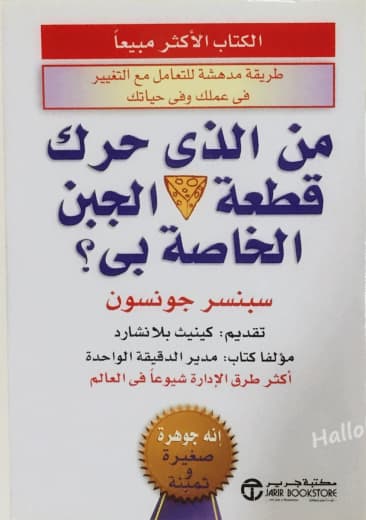 الكتاب الأكثر مبيعاً
طريقة مدهشة للتعامل مع التغيير
فى عملك وفى حياتك
من الذى حرك
قطعة الجبن
الخاصة بى؟
سبنسر جونسون
تقديم: كينيث بلانشارد
مؤلفا كتاب: مدير الدقيقة الواحدة
أكثر طرق الإدارة شيوعاً فى العالم
إنه جوهرة
صغيرة
و
ثمينة
Hallo
مكتبة جرير
JARIR BOOKSTORE